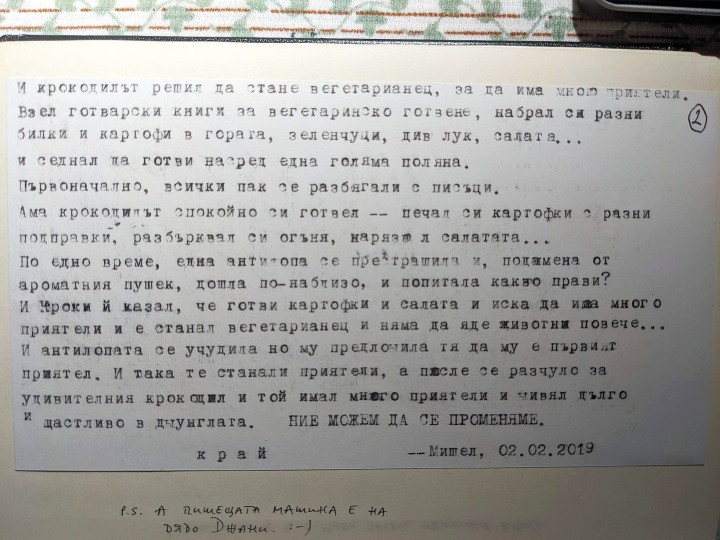 И крокодилът решил да стане вегетарианец, за да има много приятели.
Взел готварски книги за вегетаринско готвене, набрал си разни
билки и картофи в гората, зеленчуци, див лук, салата...
2
и седнал да готви насред една голяма поляна.
Първоначално, всички пак се разбягали с писъци.
Ама крокодилът спокойно си готвел -- печал си картофки с разни
подправки, разбърквал си огъня, нарязал салатата...
По едно време, една антилопа се престрашила и, подмамена от
ароматния пушек, дошла по-наблизо, и попитала какво прави?
И Кроки й казал, че готви картофки и салата и иска да има много
приятели и е станал вегетарианец и няма да яде животни повече...
И антилопата се учудила но му предложила тя да му е първият
приятел. И така те станали приятели, а после се разчуло за
удивителния крокодил и той имал много приятели и живял дълго
и щастливо в джунглата. НИЕ МОЖЕМ ДА СЕ ПРОМЕНЯМЕ.
край --Мишел, 02.02.2019
P.S. А ПИШЕЩАТА МАШИНА Е НА
ДЯДО ДЖАНИ. :-)